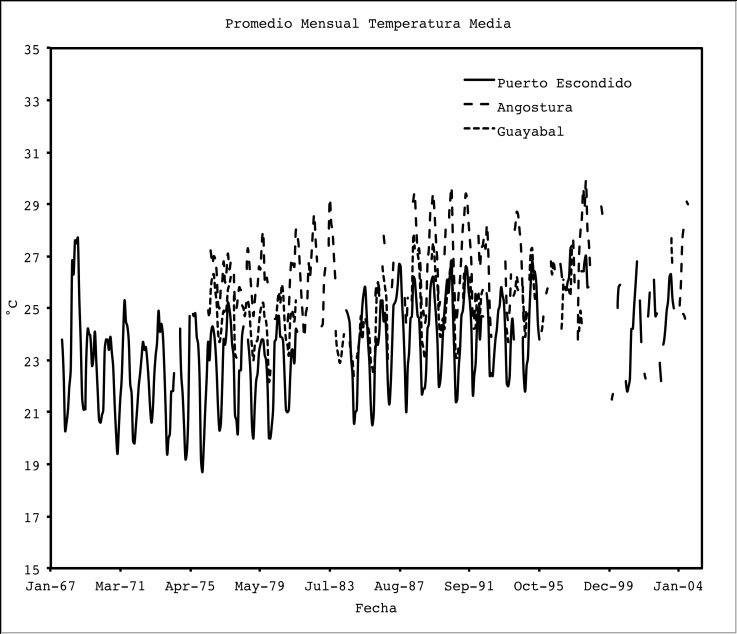 Promedio Mensual Temperatura Media
35
33
31
29
27
25
23
21
19
17
15
°C
Puerto Escondido
Angostura
Guayabal
Jan-67 Mar-71 Apr-75 May-79 Jul-83 Aug-87 Sep-91 Oct-95 Dec-99 Jan-04
Fecha